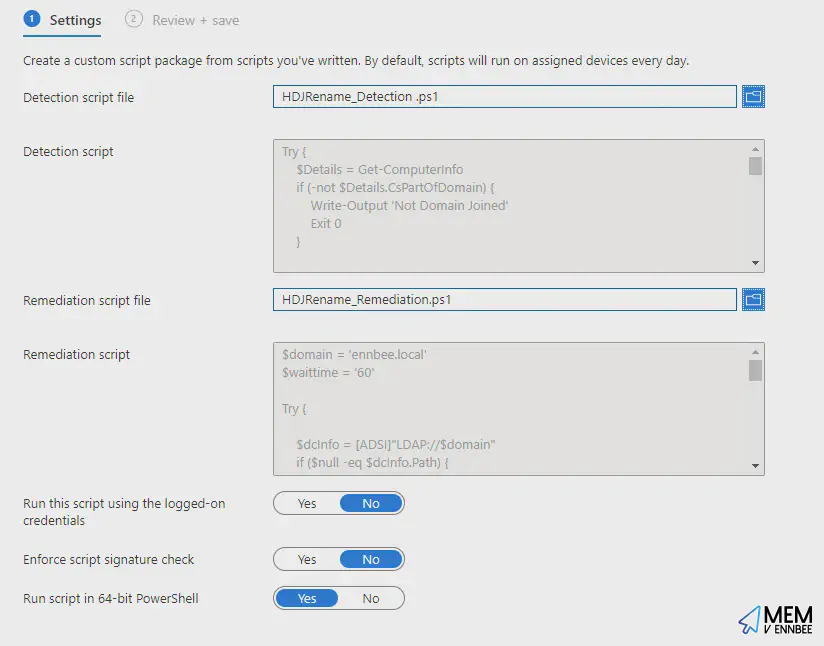 1 Settings 2 Review + save
Create a custom script package from scripts you've written. By default, scripts will run on assigned devices every day.
Detection script file HDJRename_Detection .ps1
Detection script Try {
$Details = Get-ComputerInfo
if (-not $Details.CsPartOfDomain) {
Write-Output 'Not Domain Joined'
Exit 0
}
Remediation script file HDJRename_Remediation.ps1
Remediation script $domain = 'ennbee.local'
$waittime = '60'
Try {
$dcInfo = [ADSI]"LDAP://$domain"
if ($null -eq $dcInfo.Path) {
Run this script using the logged-on
credentials
Yes No
Enforce script signature check Yes No
Run script in 64-bit PowerShell Yes No
MEM
V ENNBEE